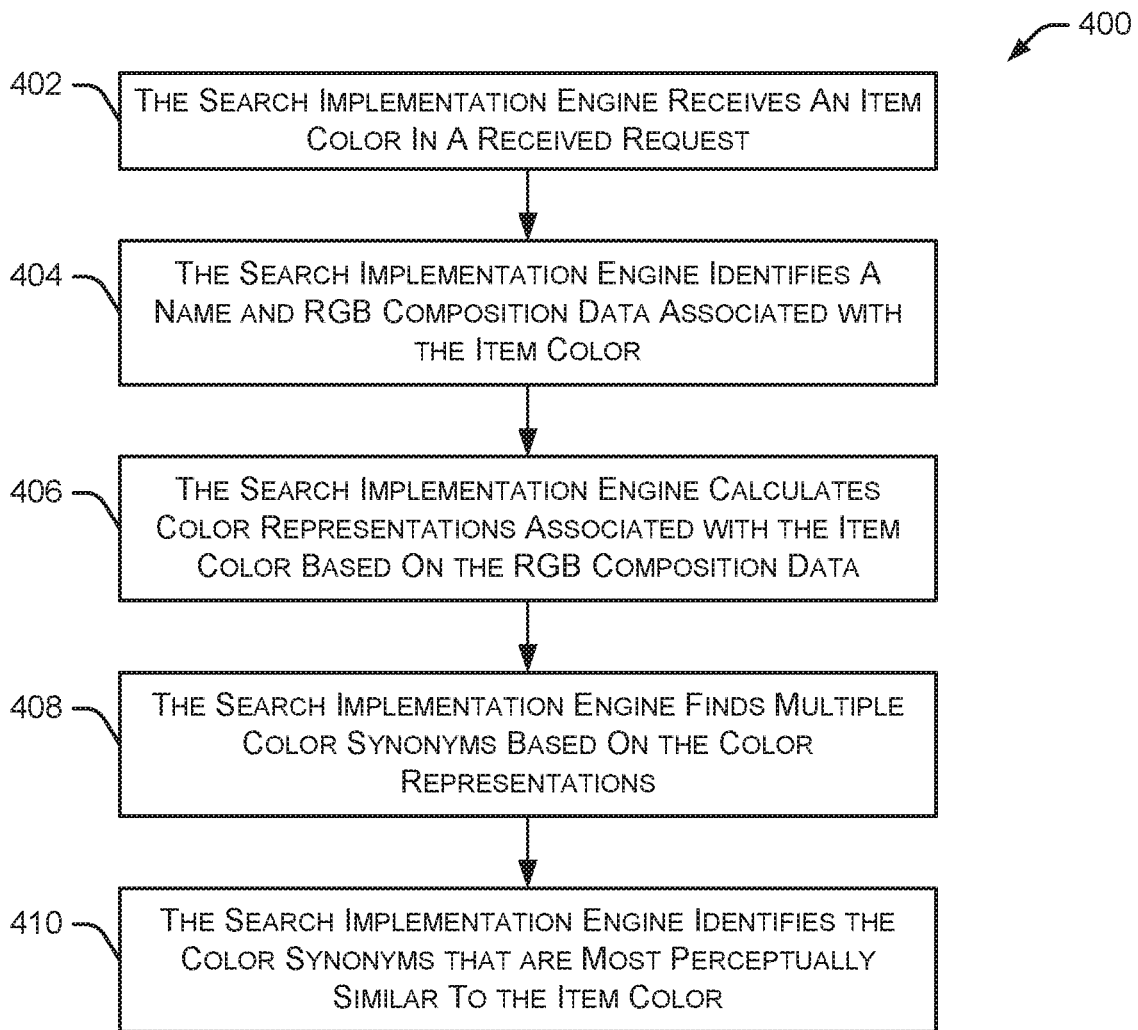 400
402
THE SEARCH IMPLEMENTATION ENGINE RECEIVES AN ITEM
COLOR IN A RECEIVED REQUEST
404
THE SEARCH IMPLEMENTATION ENGINE IDENTIFIES A
NAME AND RGB COMPOSITION DATA ASSOCIATED WITH
THE ITEM COLOR
406
THE SEARCH IMPLEMENTATION ENGINE CALCULATES
COLOR REPRESENTATIONS ASSOCIATED WITH THE ITEM
COLOR BASED ON THE RGB COMPOSITION DATA
408
THE SEARCH IMPLEMENTATION ENGINE FINDS MULTIPLE
COLOR SYNONYMS BASED ON THE COLOR
REPRESENTATIONS
410
THE SEARCH IMPLEMENTATION ENGINE IDENTIFIES THE
COLOR SYNONYMS THAT ARE MOST PERCEPTUALLY
SIMILAR TO THE ITEM COLOR